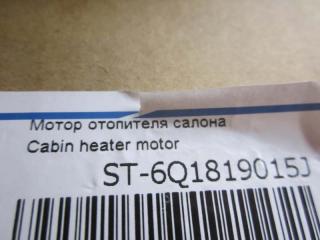 Мотор отопителя салона
Cabin heater motor
ST-6Q1819015J